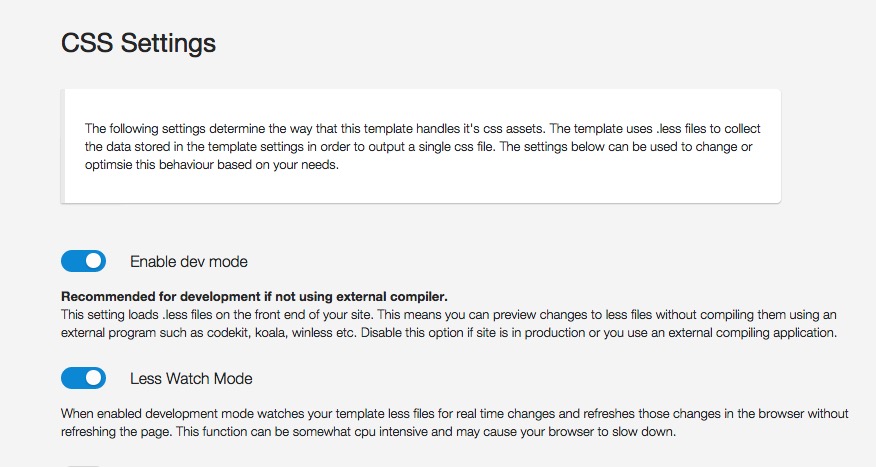 CSS Settings
The following settings determine the way that this template handles it's css assets. The template uses .less files to collect
the data stored in the template settings in order to output a single css file. The settings below can be used to change or
optimsie this behaviour based on your needs.
Enable dev mode
Recommended for development if not using external compiler.
This setting loads .less files on the front end of your site. This means you can preview changes to less files without compiling them using an
external program such as codekit, koala, winless etc. Disable this option if site is in production or you use an external compiling application.
Less Watch Mode
When enabled development mode watches your template less files for real time changes and refreshes those changes in the browser without
refreshing the page. This function can be somewhat cpu intensive and may cause your browser to slow down.